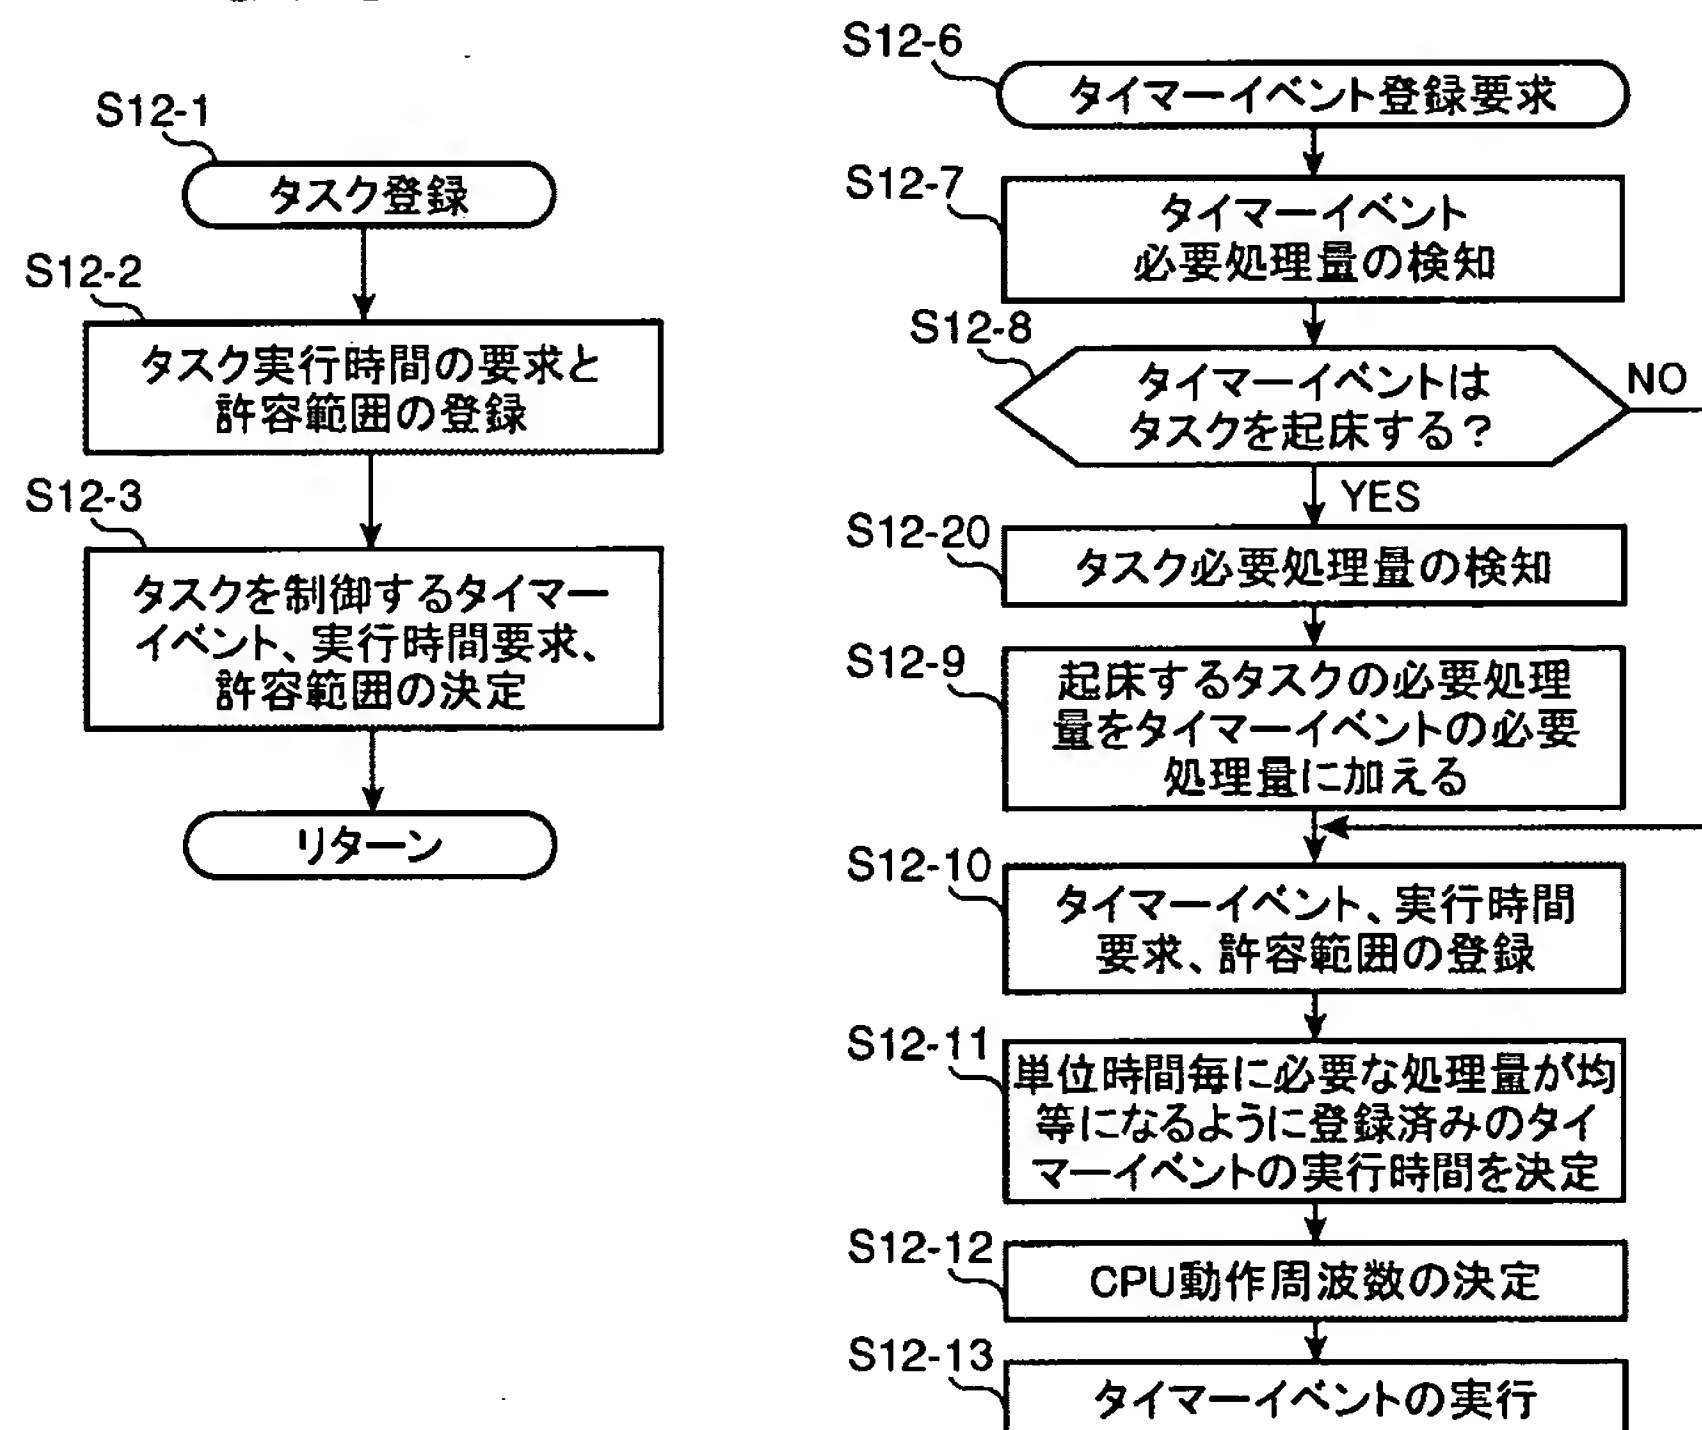 S12-1
タスク登録
S12-2
タスク実行時間の要求と
許容範囲の登録
S12-3
タスクを制御するタイマー
イベント、実行時間要求、
許容範囲の決定
リターン
S12-6
タイマーイベント登録要求
S12-7
タイマーイベント
必要処理量の検知
S12-8
タイマーイベントは
タスクを起床する?
NO
YES
S12-20
タスク必要処理量の検知
S12-9
起床するタスクの必要処理
量をタイマーイベントの必要
処理量に加える
S12-10
タイマーイベント、実行時間
要求、許容範囲の登録
S12-11
単位時間毎に必要な処理量が均
等になるように登録済みのタイ
マーイベントの実行時間を決定
S12-12
CPU動作周波数の決定
S12-13
タイマーイベントの実行